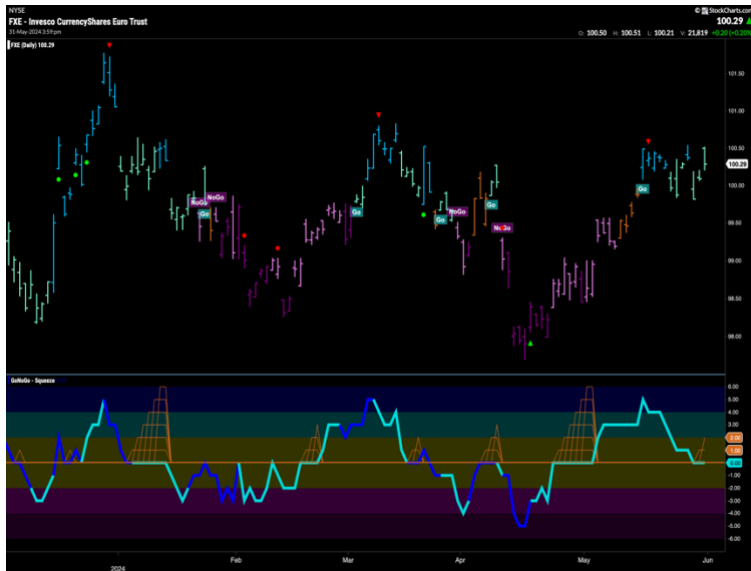 NYSE
© StockCharts.com
FXE - Invesco CurrencyShares Euro Trust
100.29
31-May-2024 3:59pm
O: 100.50 H: 100.51 L: 100.21 V: 21,819 +0.20 (+0.20%)
FXE (Daily) 100.29
101.50
101.00
100.50
100.29
100.00
99.50
99.00
98.50
98.00
NoGo
NoGo
Go
Go
Go
NoGo
Go
NoGo
Go
GoNoGo - Squeeze
5.00
4.00
3.00
2.00
1.00
0.00
-1.00
-2.00
-3.00
-4.00
-5.00
-6.00
2024
Feb
Mar
Apr
May
Jun